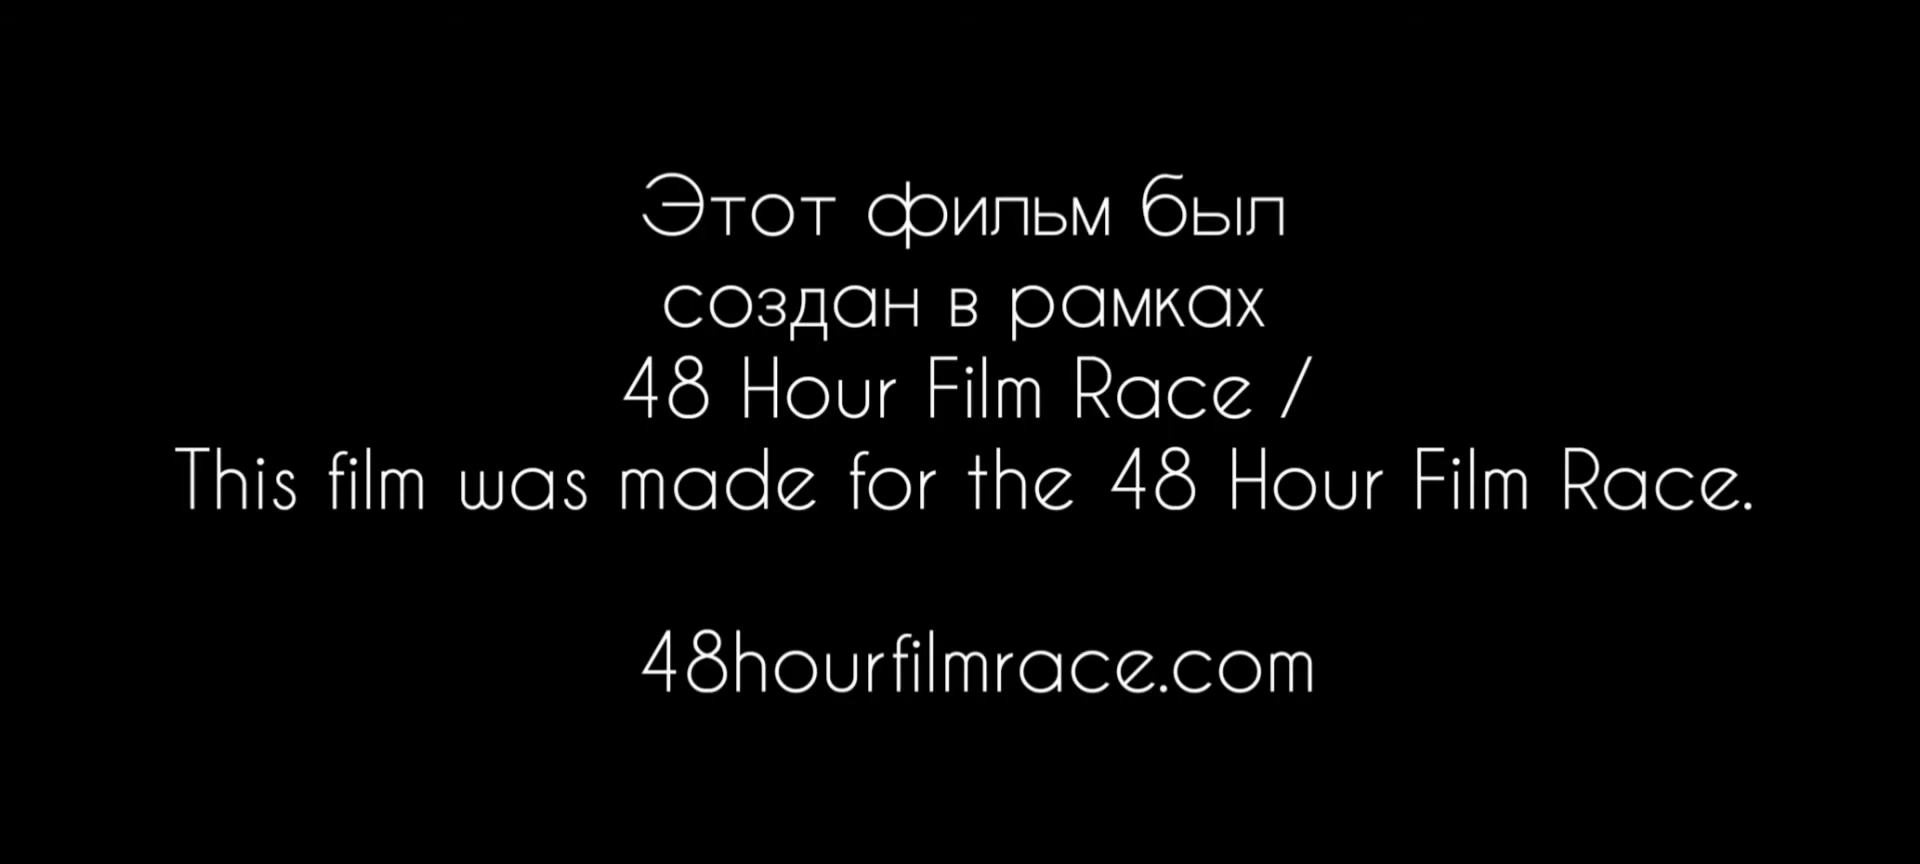 Этот фильм был
создан в рамках
48 Hour Film Race /
This film was made for the 48 Hour Film Race.
48hourfilmrace.com